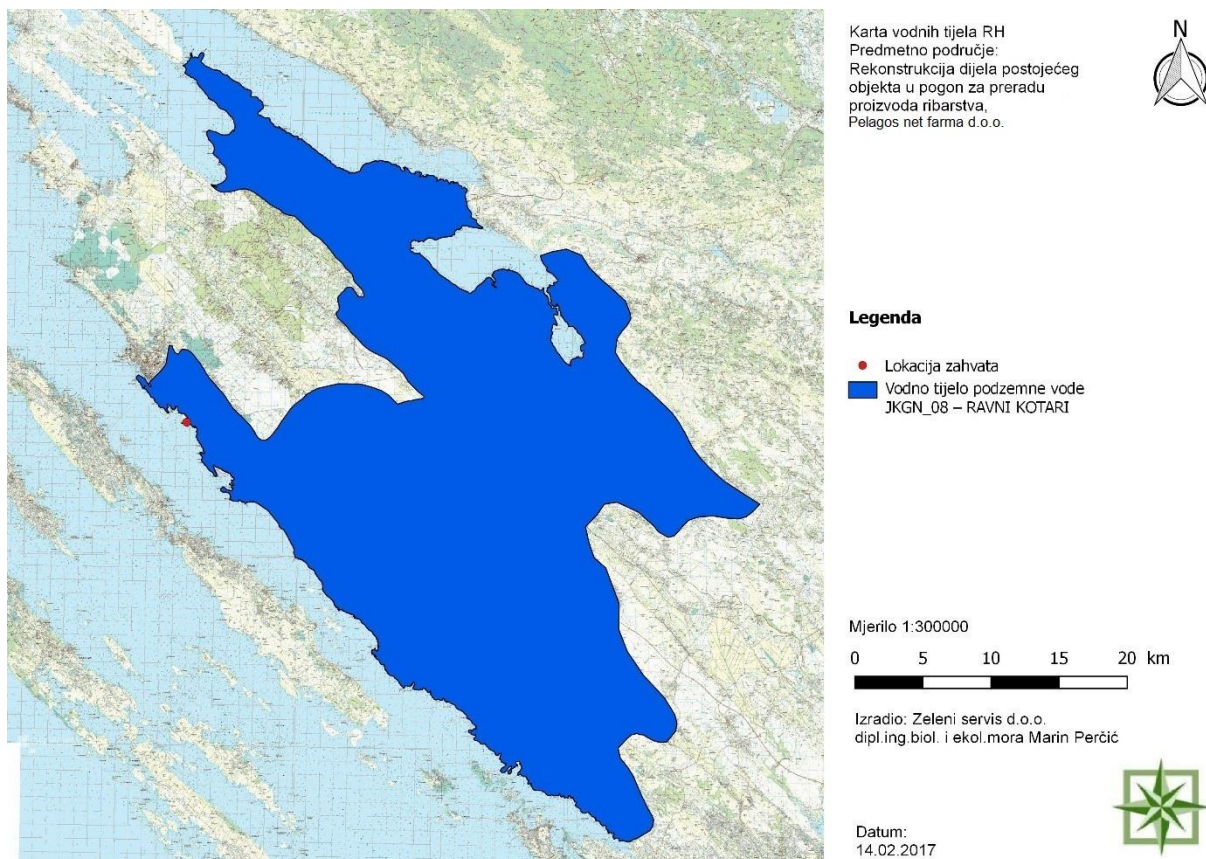 Karta vodnih tijela RH
Predmetno područje:
Rekonstrukcija dijela postojećeg
objekta u pogon za preradu
proizvoda ribarstva,
Pelagos net farma d.o.o.
N
Legenda
Lokacija zahvata
Vodno tijelo podzemne vode
JKGN_08 – RAVNI KOTARI
Mjerilo 1:300000
0 5 10 15 20 km
Izradio: Zeleni servis d.o.o.
dipl.ing.biol. i ekol.mora Marin Perčić
Datum:
14.02.2017